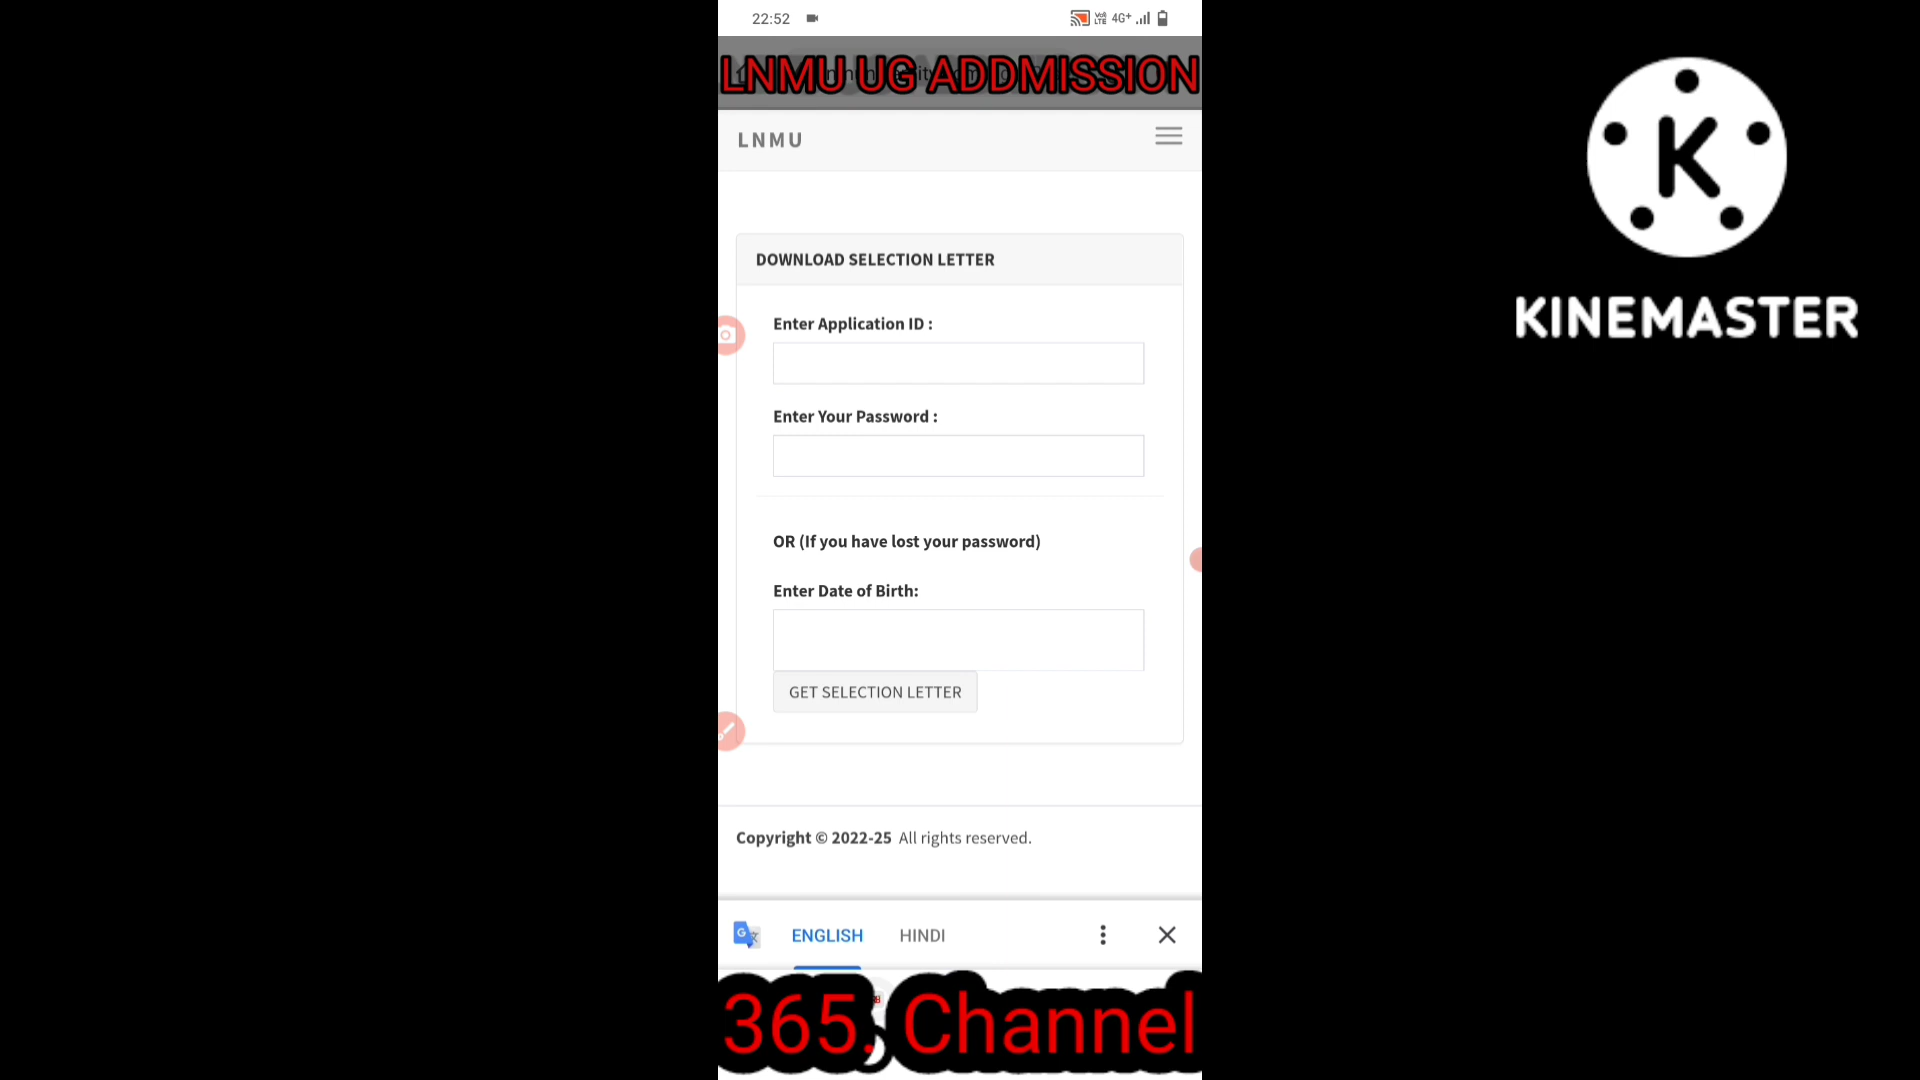 22:52
VoLTE 4G+
LNMU UG ADDMISSION
LNMU
DOWNLOAD SELECTION LETTER
Enter Application ID :
Enter Your Password :
OR (If you have lost your password)
Enter Date of Birth:
GET SELECTION LETTER
Copyright © 2022-25 All rights reserved.
ENGLISH HINDI
365. Channel
K
KINEMASTER